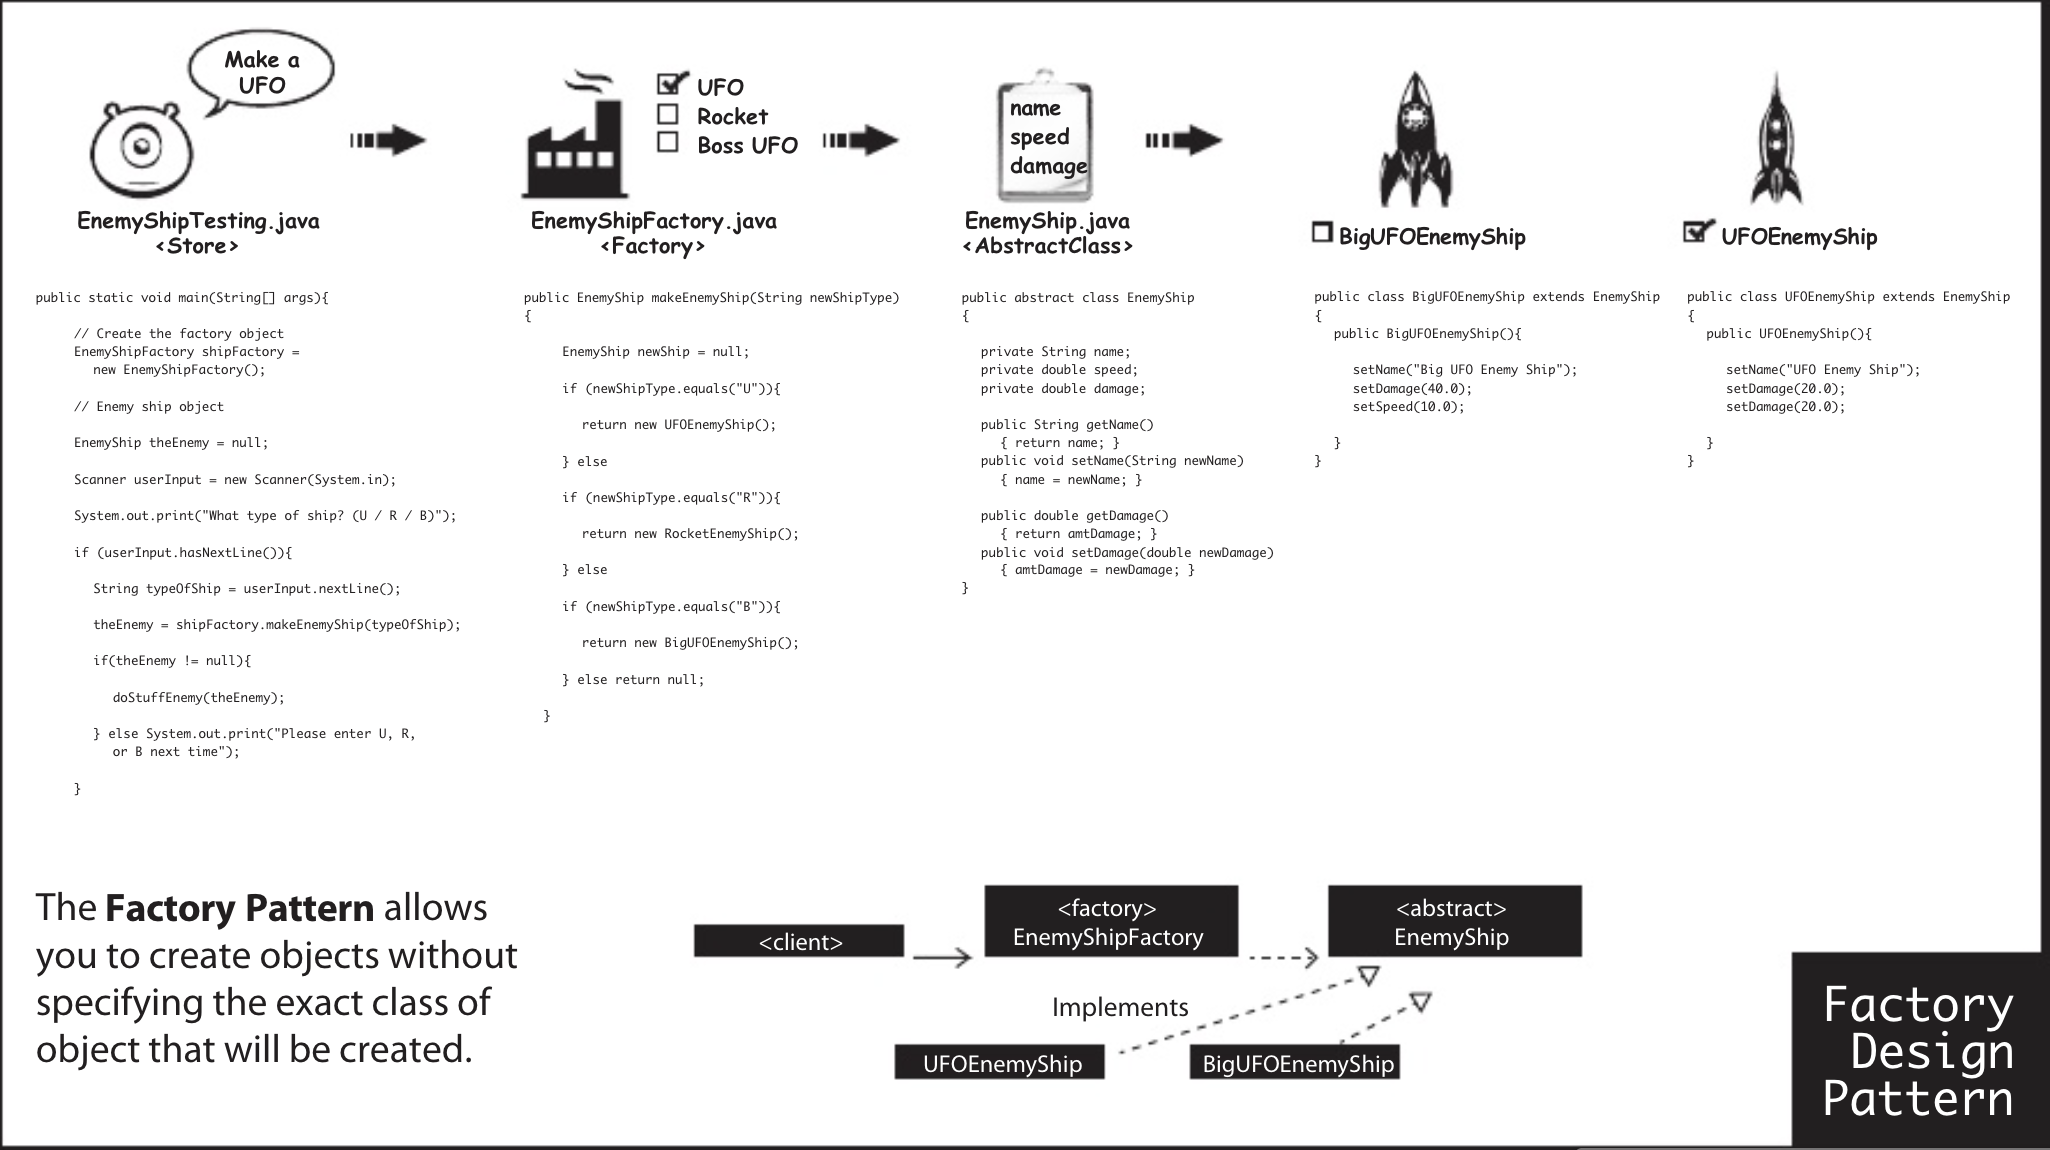 Make a
UFO
EnemyShipTesting.java
<Store>
public static void main(String[] args){
// Create the factory object
EnemyShipFactory shipFactory =
new EnemyShipFactory();
// Enemy ship object
EnemyShip theEnemy = null;
Scanner userInput = new Scanner(System.in);
System.out.print("What type of ship? (U / R / B)");
if (userInput.hasNextLine()){
String typeOfShip = userInput.nextLine();
theEnemy = shipFactory.makeEnemyShip(typeOfShip);
if(theEnemy != null){
doStuffEnemy(theEnemy);
} else System.out.print("Please enter U, R,
or B next time");
}
UFO
Rocket
Boss UFO
EnemyShipFactory.java
<Factory>
public EnemyShip makeEnemyShip(String newShipType)
{
EnemyShip newShip = null;
if (newShipType.equals("U")){
return new UFOEnemyShip();
} else
if (newShipType.equals("R")){
return new RocketEnemyShip();
} else
if (newShipType.equals("B")){
return new BigUFOEnemyShip();
} else return null;
}
name
speed
damage
EnemyShip.java
<AbstractClass>
public abstract class EnemyShip
{
private String name;
private double speed;
private double damage;
public String getName()
{ return name; }
public void setName(String newName)
{ name = newName; }
public double getDamage()
{ return amtDamage; }
public void setDamage(double newDamage)
{ amtDamage = newDamage; }
}
BigUFOEnemyShip
public class BigUFOEnemyShip extends EnemyShip
{
public BigUFOEnemyShip(){
setName("Big UFO Enemy Ship");
setDamage(40.0);
setSpeed(10.0);
}
}
UFOEnemyShip
public class UFOEnemyShip extends EnemyShip
{
public UFOEnemyShip(){
setName("UFO Enemy Ship");
setDamage(20.0);
setDamage(20.0);
}
}
The Factory Pattern allows
you to create objects without
specifying the exact class of
object that will be created.
<client>
<factory>
EnemyShipFactory
<abstract>
EnemyShip
Implements
UFOEnemyShip
BigUFOEnemyShip
Factory
Design
Pattern